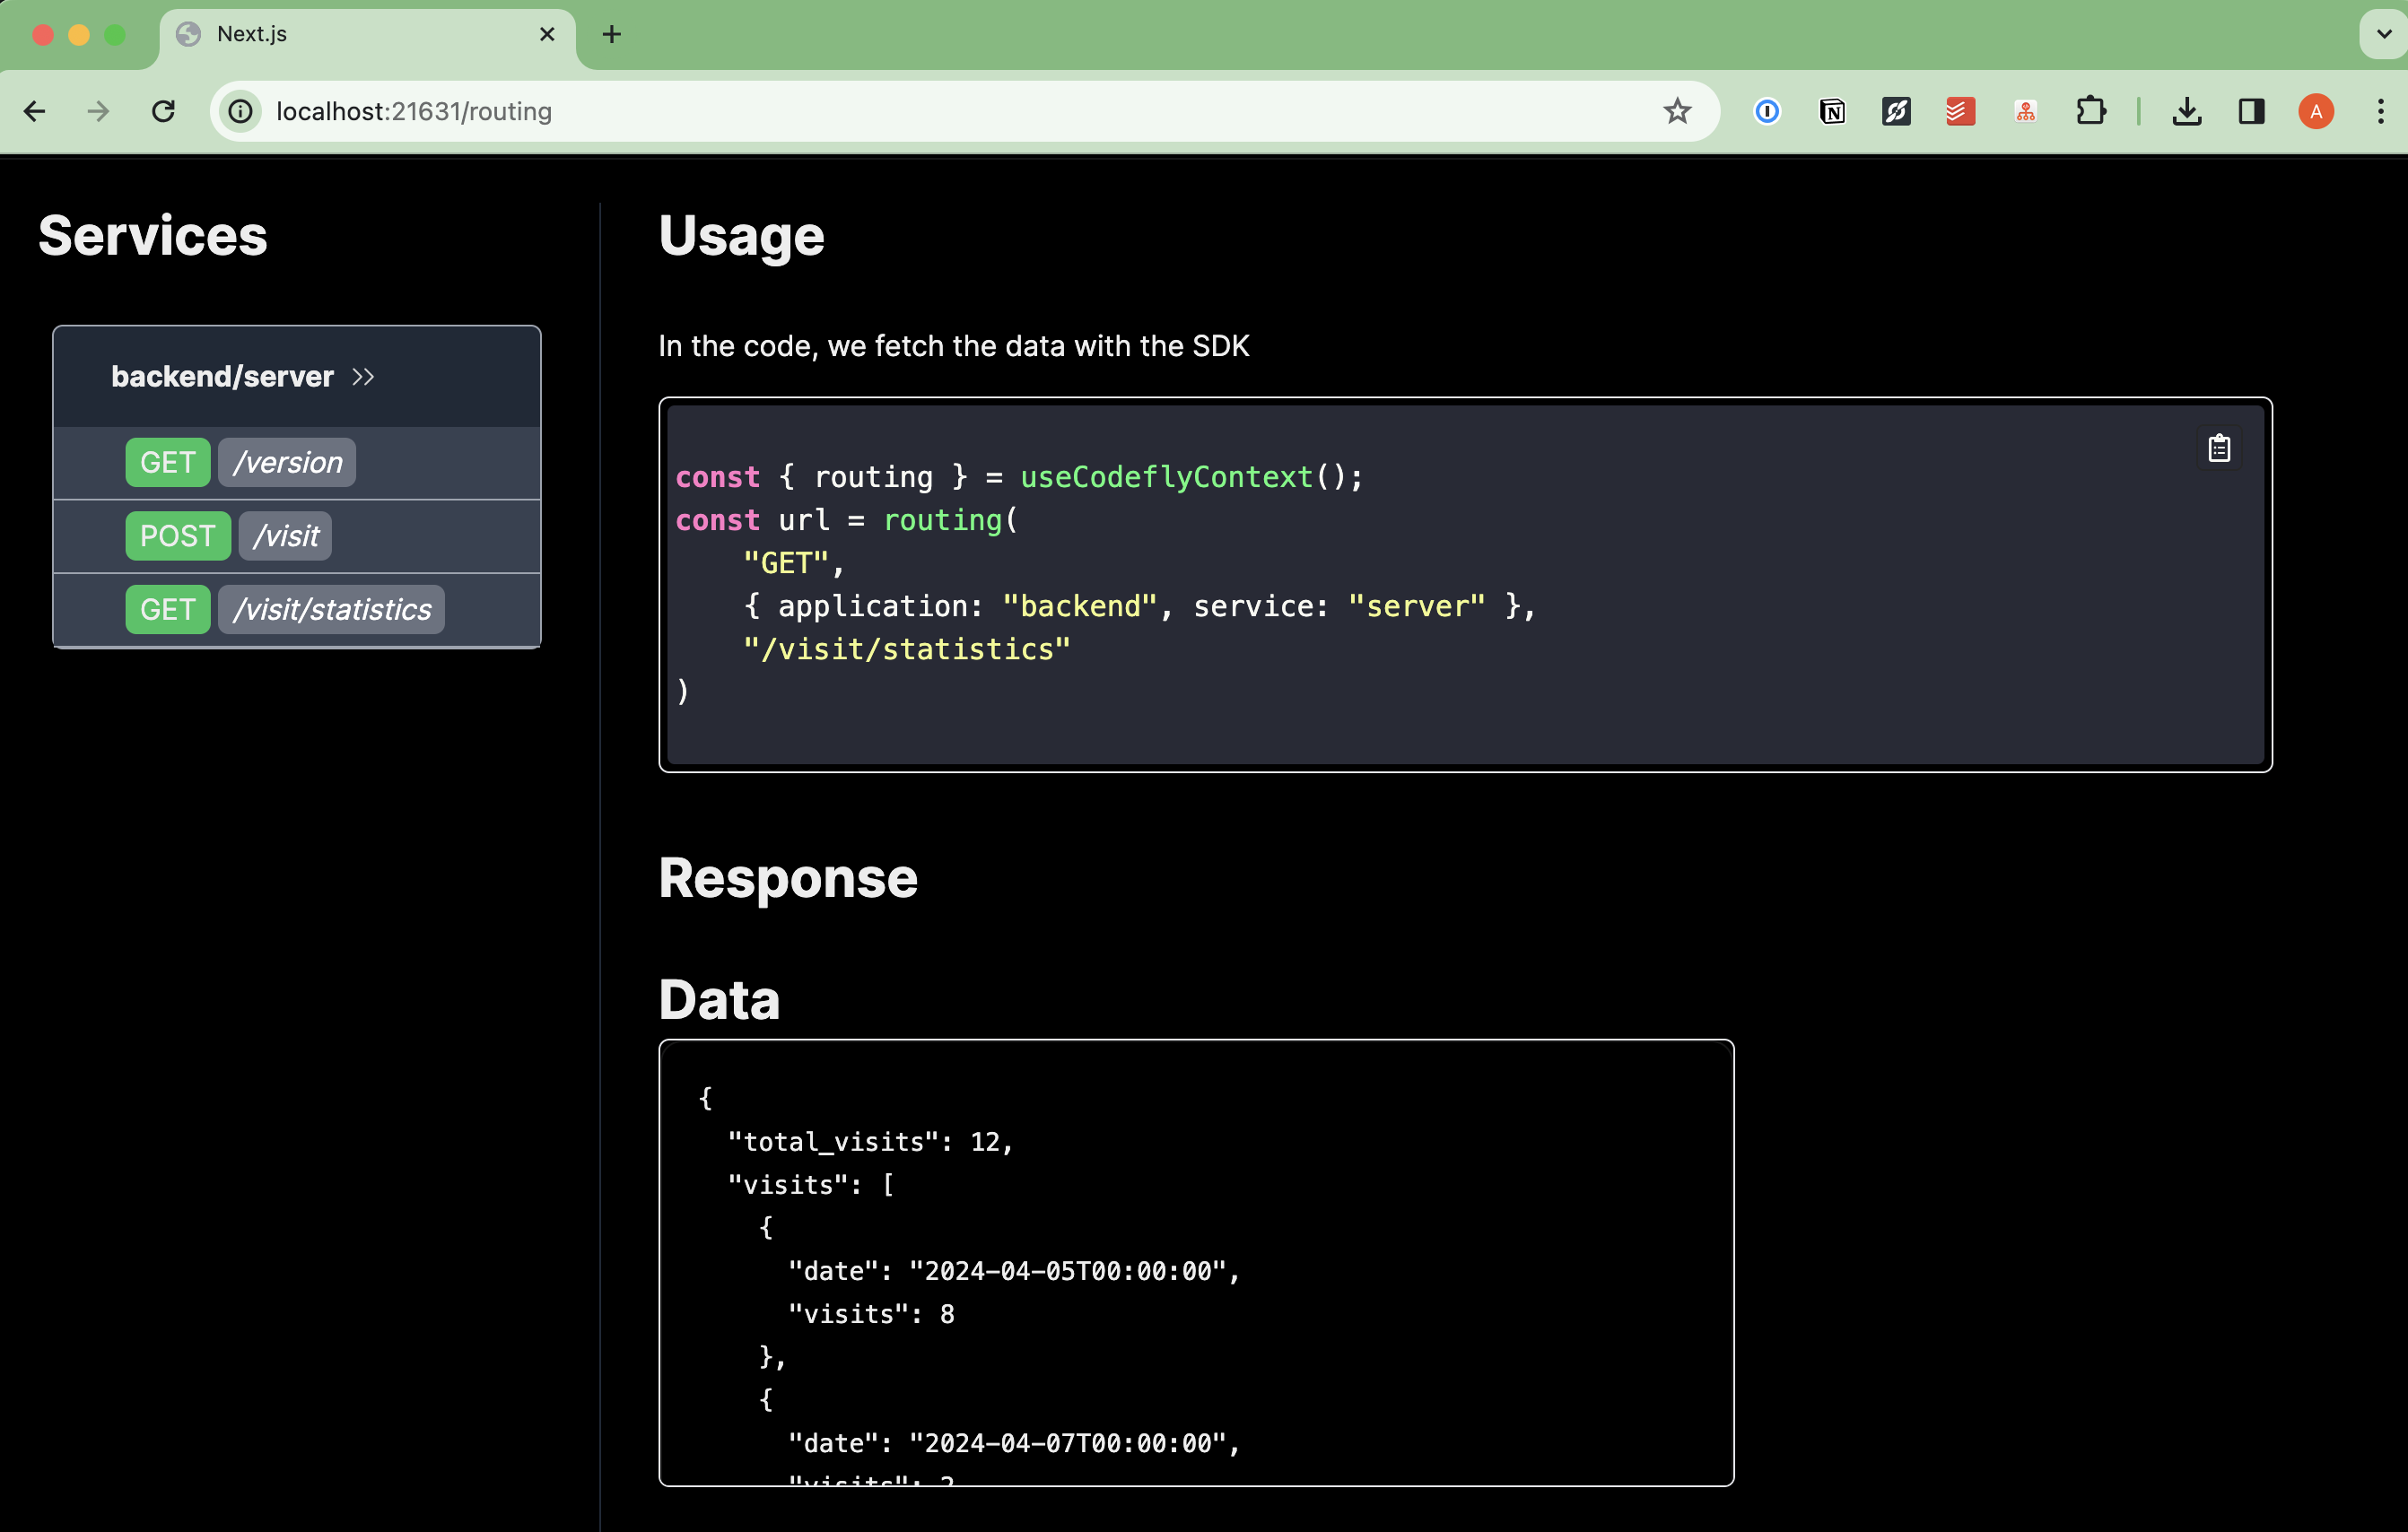 Next.js
localhost:21631/routing
A
Services
backend/server
GET /version
POST /visit
GET /visit/statistics
Usage
In the code, we fetch the data with the SDK
const { routing } = useCodeflyContext();
const url = routing(
    "GET",
    { application: "backend", service: "server" },
    "/visit/statistics"
)
Response
Data
{
  "total_visits": 12,
  "visits": [
    {
      "date": "2024-04-05T00:00:00",
      "visits": 8
    },
    {
      "date": "2024-04-07T00:00:00",
      "visits":